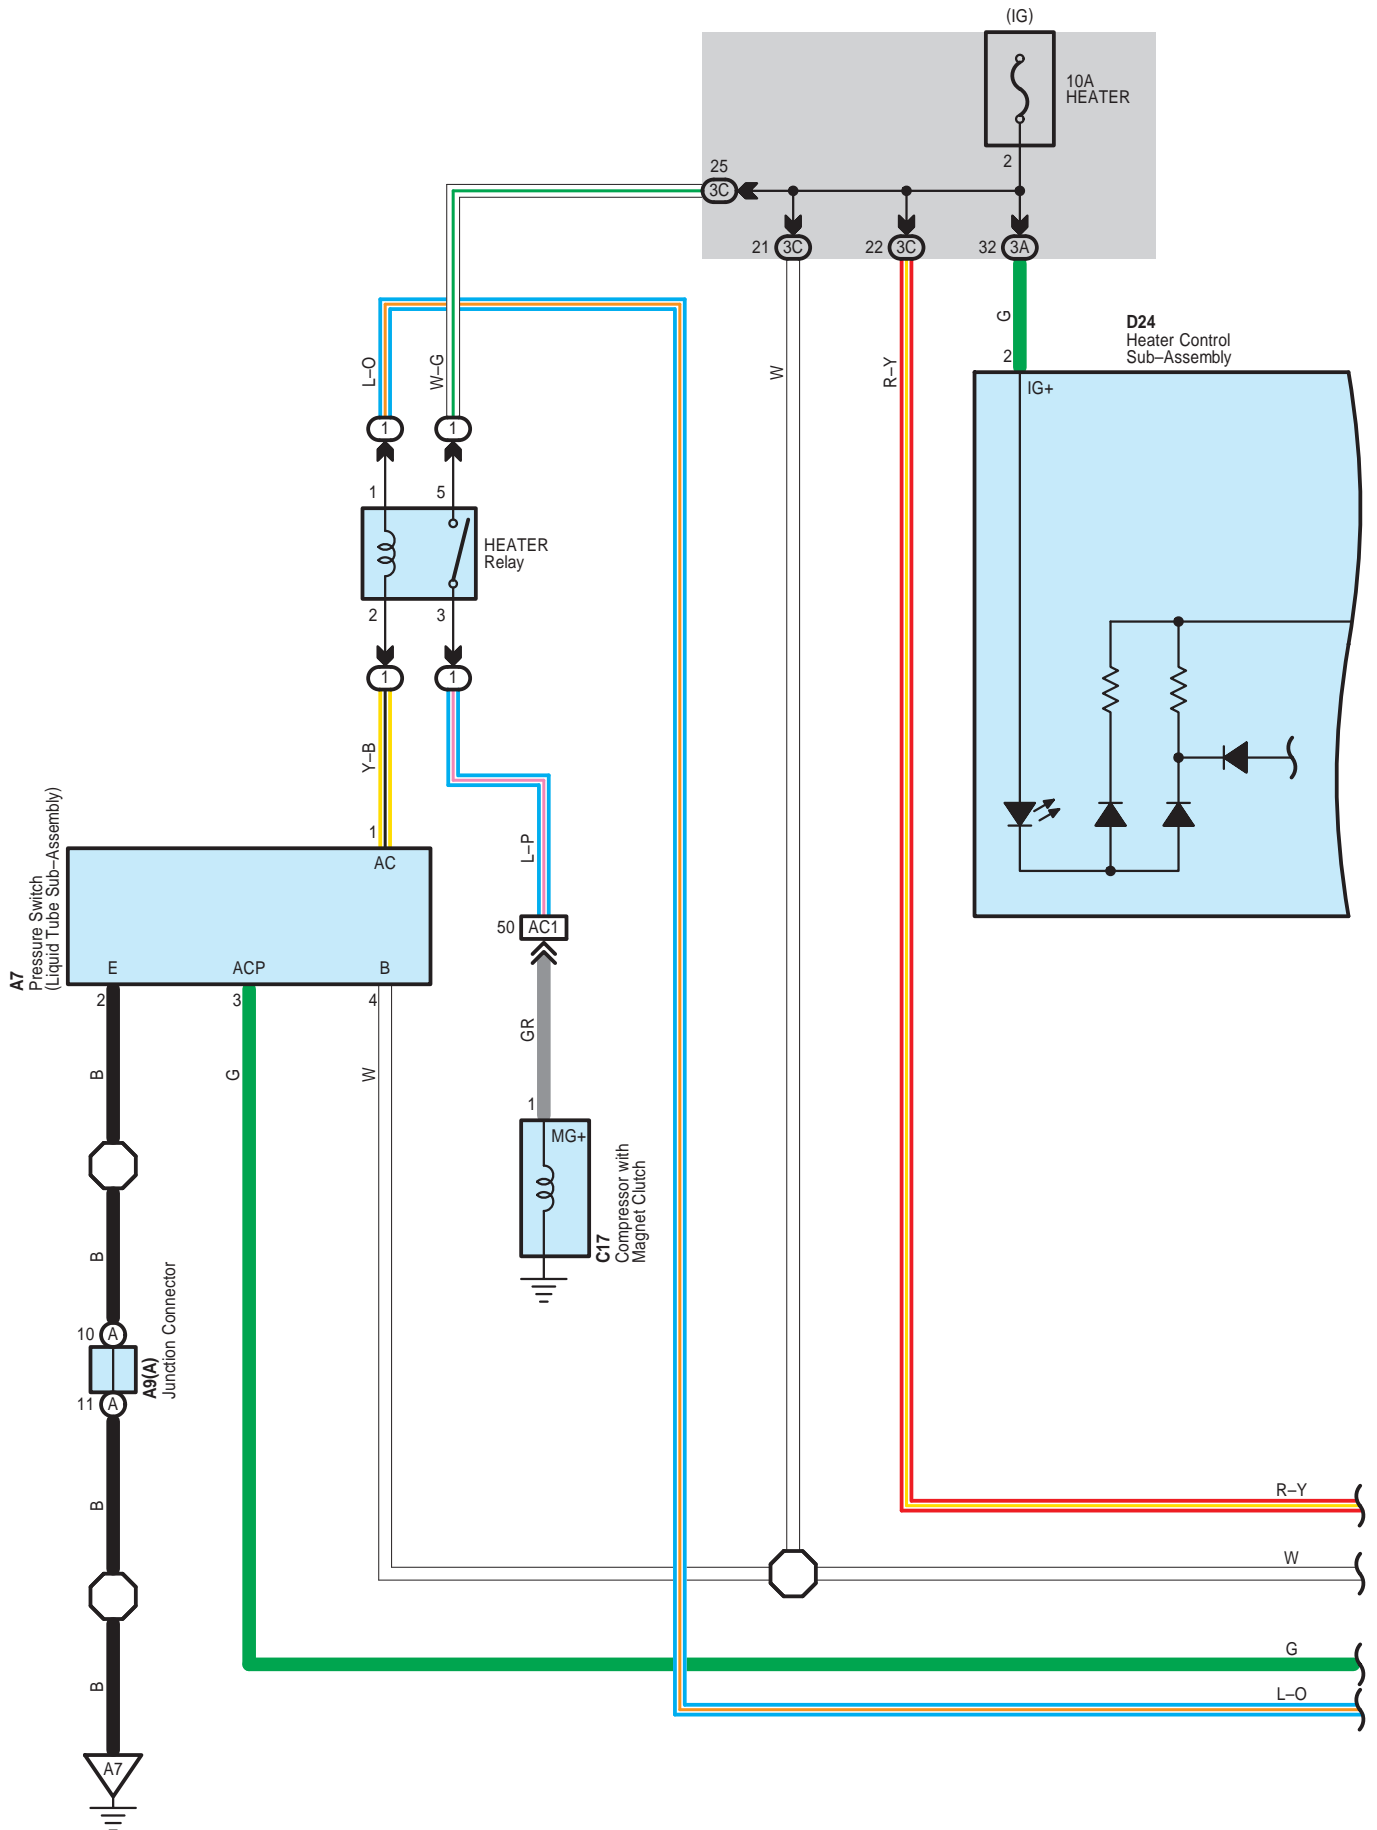 (IG)
10A
HEATER
2
25
3C
21 3C
22 3C
32 3A
L–O
W–G
W
R–Y
G
2
D24
Heater Control
Sub–Assembly
IG+
1
1
1
5
HEATER
Relay
2
3
1
1
Y–B
L–P
1
AC
A7
Pressure Switch
(Liquid Tube Sub–Assembly)
50 AC1
E
ACP
B
2
3
4
B
G
W
GR
1
MG+
C17
Compressor with
Magnet Clutch
B
10 A
A9(A)
Junction Connector
11 A
B
R–Y
W
G
B
L–O
A7